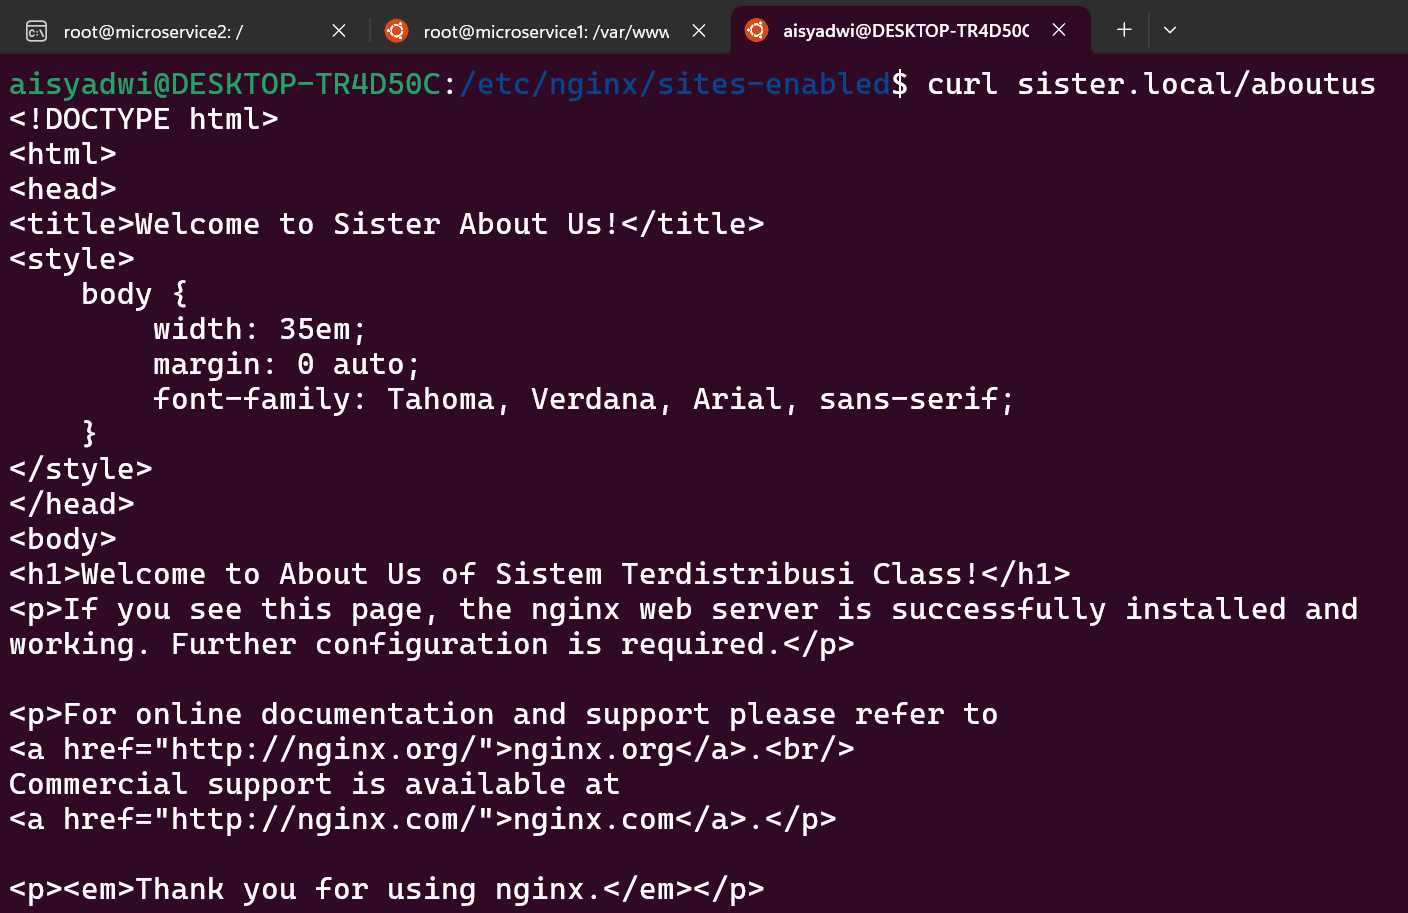 root@microservice2: /
root@microservice1: /var/www
aisyadwi@DESKTOP-TR4D50C
aisyadwi@DESKTOP-TR4D50C:/etc/nginx/sites-enabled$ curl sister.local/aboutus
<!DOCTYPE html>
<html>
<head>
<title>Welcome to Sister About Us!</title>
<style>
    body {
        width: 35em;
        margin: 0 auto;
        font-family: Tahoma, Verdana, Arial, sans-serif;
    }
</style>
</head>
<body>
<h1>Welcome to About Us of Sistem Terdistribusi Class!</h1>
<p>If you see this page, the nginx web server is successfully installed and
working. Further configuration is required.</p>

<p>For online documentation and support please refer to
<a href="http://nginx.org/">nginx.org</a>.<br/>
Commercial support is available at
<a href="http://nginx.com/">nginx.com</a>.</p>

<p><em>Thank you for using nginx.</em></p>